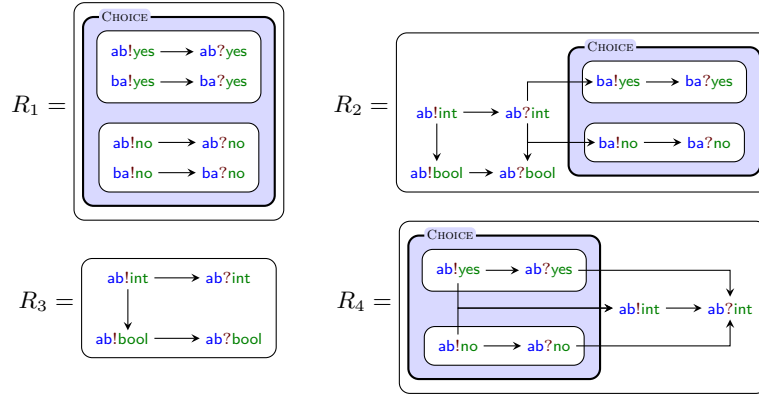 R1 =
CHOICE
ab!yes ab?yes
ba!yes ba?yes
ab!no ab?no
ba!no ba?no
R2 =
ab!int ab?int
ab!bool ab?bool
CHOICE
ba!yes ba?yes
ba!no ba?no
R3 =
ab!int ab?int
ab!bool ab?bool
R4 =
CHOICE
ab!yes ab?yes
ab!no ab?no
ab!int ab?int